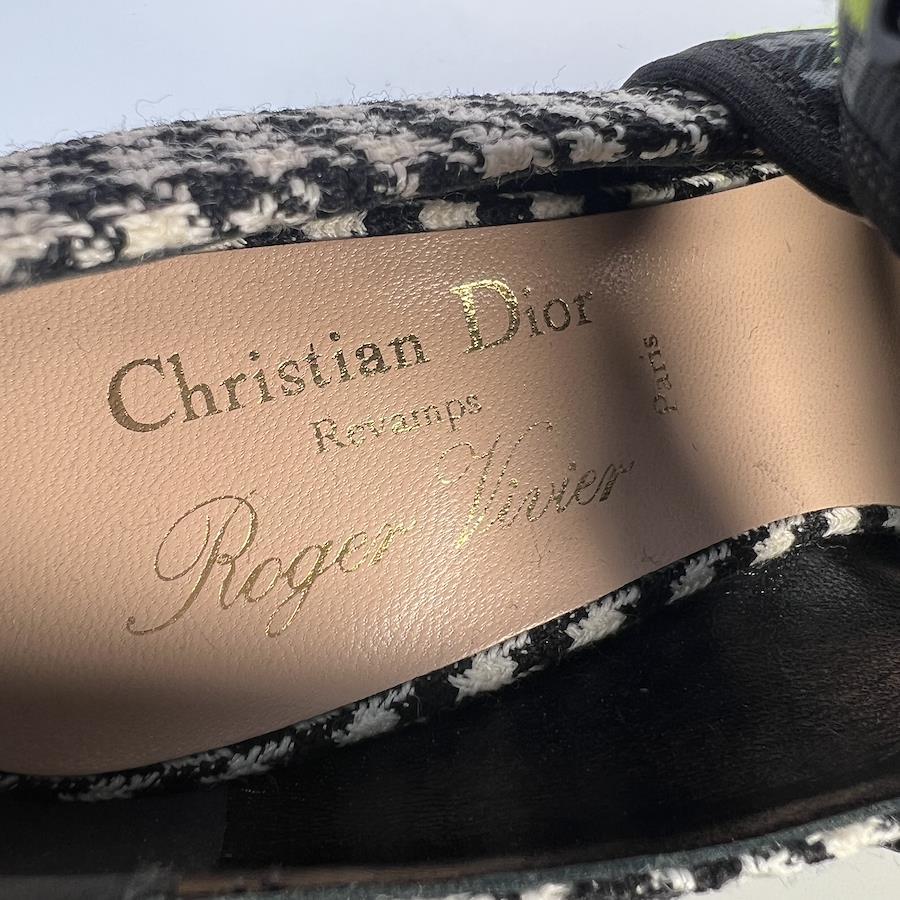 Christian Dior
Revamps
Roger Vivier
Paris